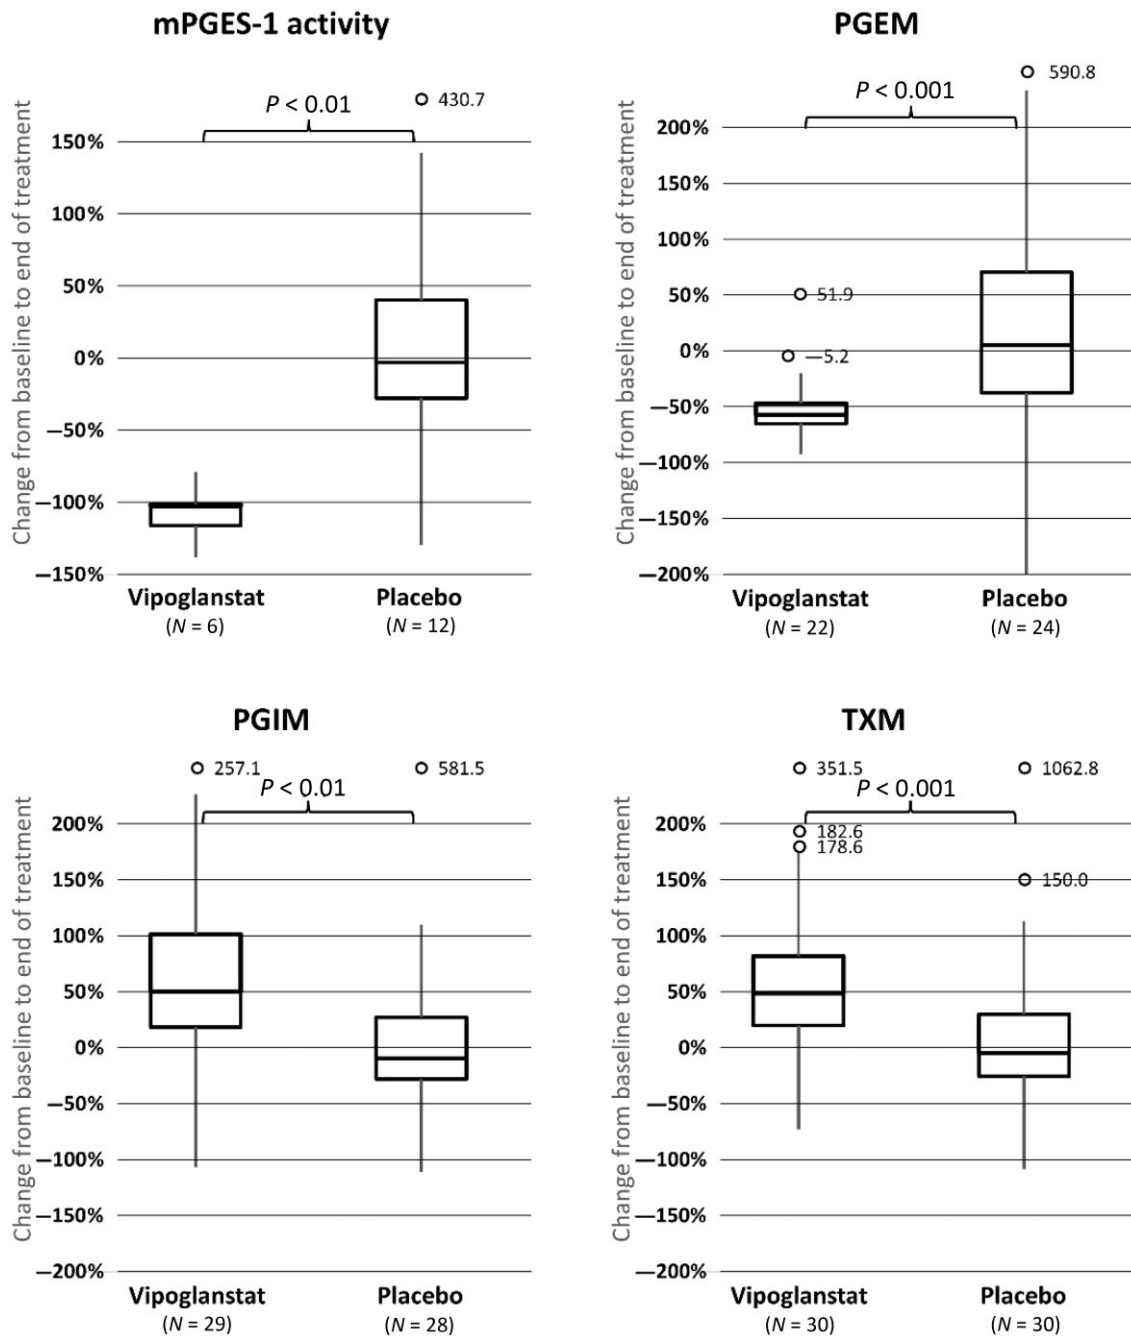 mPGES-1 activity
Change from baseline to end of treatment
P < 0.01
430.7
150%
100%
50%
0%
—50%
—100%
—150%
Vipoglanstat
(N = 6)
Placebo
(N = 12)
PGEM
Change from baseline to end of treatment
590.8
P < 0.001
200%
150%
100%
50%
51.9
0%
—5.2
—50%
—100%
—150%
—200%
Vipoglanstat
(N = 22)
Placebo
(N = 24)
PGIM
Change from baseline to end of treatment
257.1
581.5
P < 0.01
200%
150%
100%
50%
0%
—50%
—100%
—150%
—200%
Vipoglanstat
(N = 29)
Placebo
(N = 28)
TXM
Change from baseline to end of treatment
351.5
1062.8
P < 0.001
200%
182.6
178.6
150%
150.0
100%
50%
0%
—50%
—100%
—150%
—200%
Vipoglanstat
(N = 30)
Placebo
(N = 30)